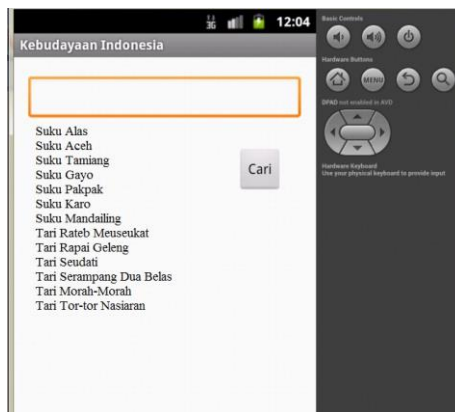 3G 12:04
Kebudayaan Indonesia
Suku Alas
Suku Aceh
Suku Tamiang
Suku Gayo
Suku Pakpak
Suku Karo
Suku Mandailing
Tari Rateb Meuseukat
Tari Rapai Geleng
Tari Seudati
Tari Serampang Dua Belas
Tari Morah-Morah
Tari Tor-tor Nasiaran
Cari
Basic Controls
Hardware Buttons
MENU
DPAD not enabled in AVD
Hardware Keyboard
Use your physical keyboard to provide input